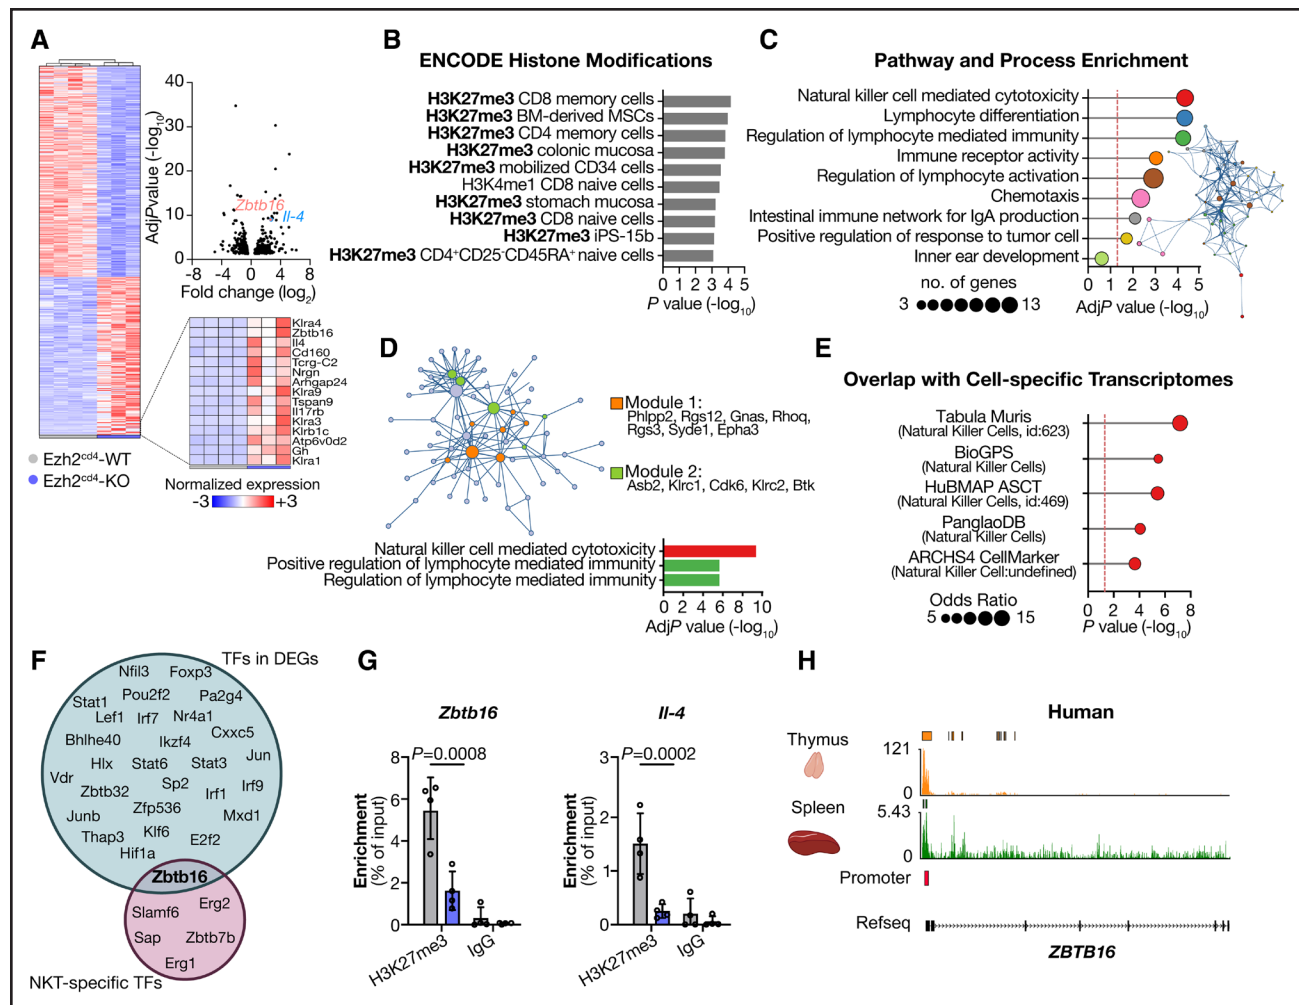 A
40
30
20
10
0
AdjPvalue (-log10)
Zbtb16
Il-4
-8
-4
0
4
8
Fold change (log2)
Klra4
Zbtb16
Il4
Cd160
Tcrg-C2
Nrgn
Arhgap24
Klra9
Tspan9
Il17rb
Klra3
Klrb1c
Atp6v0d2
Gh
Klra1
Ezh2cd4-WT
Ezh2cd4-KO
Normalized expression
-3
+3
B
ENCODE Histone Modifications
H3K27me3 CD8 memory cells
H3K27me3 BM-derived MSCs
H3K27me3 CD4 memory cells
H3K27me3 colonic mucosa
H3K27me3 mobilized CD34 cells
H3K4me1 CD8 naive cells
H3K27me3 stomach mucosa
H3K27me3 CD8 naive cells
H3K27me3 iPS-15b
H3K27me3 CD4+CD25-CD45RA+ naive cells
0 1 2 3 4 5
P value (-log10)
C
Pathway and Process Enrichment
Natural killer cell mediated cytotoxicity
Lymphocyte differentiation
Regulation of lymphocyte mediated immunity
Immune receptor activity
Regulation of lymphocyte activation
Chemotaxis
Intestinal immune network for IgA production
Positive regulation of response to tumor cell
Inner ear development
0 1 2 3 4 5
no. of genes
3
13
AdjP value (-log10)
D
Module 1:
Phlpp2, Rgs12, Gnas, Rhoq,
Rgs3, Syde1, Epha3
Module 2:
Asb2, Klrc1, Cdk6, Klrc2, Btk
Natural killer cell mediated cytotoxicity
Positive regulation of lymphocyte mediated immunity
Regulation of lymphocyte mediated immunity
0 2 4 6 8 10
AdjP value (-log10)
E
Overlap with Cell-specific Transcriptomes
Tabula Muris
(Natural Killer Cells, id:623)
BioGPS
(Natural Killer Cells)
HuBMAP ASCT
(Natural Killer Cells, id:469)
PanglaoDB
(Natural Killer Cells)
ARCHS4 CellMarker
(Natural Killer Cell:undefined)
Odds Ratio
5
15
0 2 4 6 8
P value (-log10)
F
TFs in DEGs
Nfil3 Foxp3
Stat1 Pou2f2 Pa2g4
Lef1 Irf7 Nr4a1
Bhlhe40 Ikzf4 Cxxc5
Hlx Stat6 Stat3 Jun
Vdr Zbtb32 Sp2 Irf1 Irf9
Junb Zfp536 Mxd1
Thap3 Klf6 E2f2
Hif1a
Zbtb16
Slamf6 Erg2
Sap Zbtb7b
Erg1
NKT-specific TFs
G
Zbtb16
P=0.0008
8
6
4
2
0
Enrichment
(% of input)
H3K27me3
IgG
Il-4
P=0.0002
3
2
1
0
Enrichment
(% of input)
H3K27me3
IgG
H
Human
Thymus
121
0
Spleen
5.43
0
Promoter
Refseq
ZBTB16